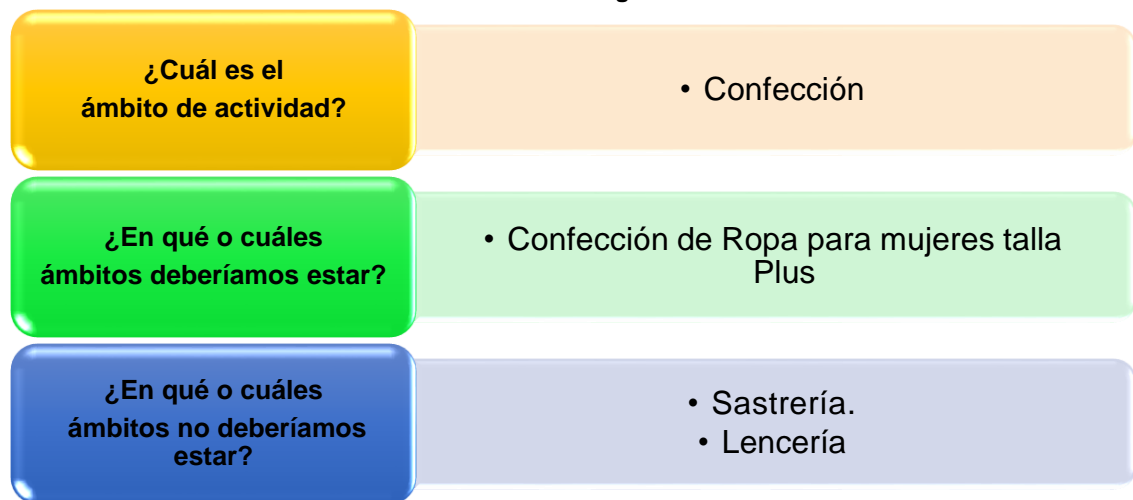 ¿Cuál es el
ámbito de actividad?
• Confección
¿En qué o cuáles
ámbitos deberíamos estar?
• Confección de Ropa para mujeres talla
Plus
¿En qué o cuáles
ámbitos no deberíamos
estar?
• Sastrería.
• Lencería